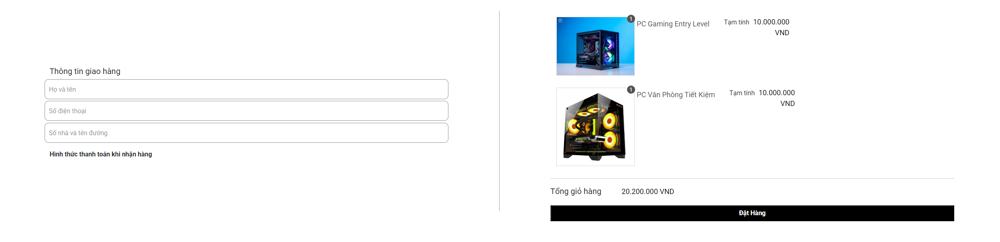 Thông tin giao hàng
Họ và tên
Số điện thoại
Số nhà và tên đường
Hình thức thanh toán khi nhận hàng
1
PC Gaming Entry Level
Tạm tính 10.000.000
VND
1
PC Văn Phòng Tiết Kiệm
Tạm tính 10.000.000
VND
Tổng giỏ hàng 20.200.000 VND
Đặt Hàng